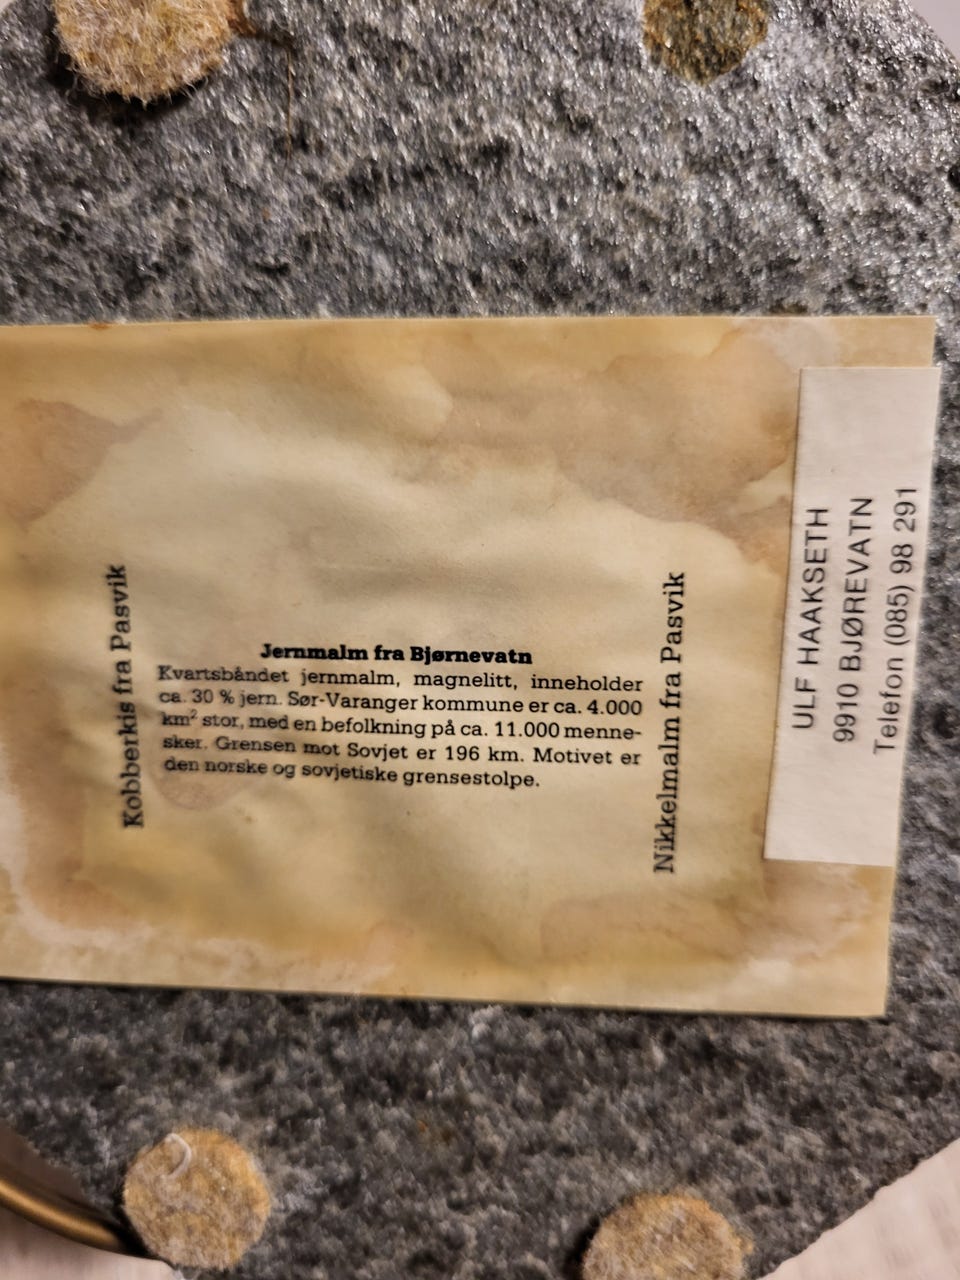 Kobberkis fra Pasvik
Jernmalm fra Bjørnevatn
Kvartsbåndet jernmalm, magnelitt, inneholder
ca. 30 % jern. Sør-Varanger kommune er ca. 4.000
km² stor, med en befolkning på ca. 11.000 menne-
sker. Grensen mot Sovjet er 196 km. Motivet er
den norske og sovjetiske grensestolpe.
Nikkelmalm fra Pasvik
ULF HAAKSETH
9910 BJØREVATN
Telefon (085) 98 291